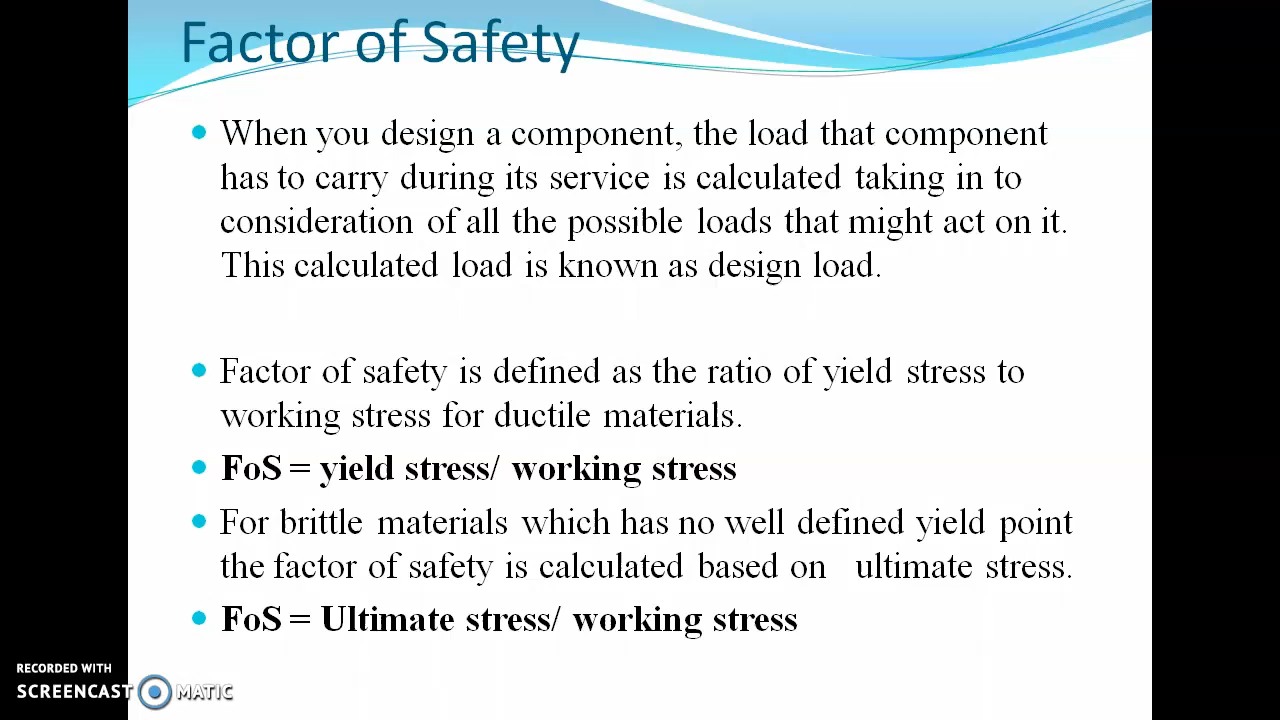 Factor of Safety
When you design a component, the load that component
has to carry during its service is calculated taking in to
consideration of all the possible loads that might act on it.
This calculated load is known as design load.
Factor of safety is defined as the ratio of yield stress to
working stress for ductile materials.
FoS = yield stress/ working stress
For brittle materials which has no well defined yield point
the factor of safety is calculated based on ultimate stress.
FoS = Ultimate stress/ working stress
RECORDED WITH
SCREENCAST MATIC